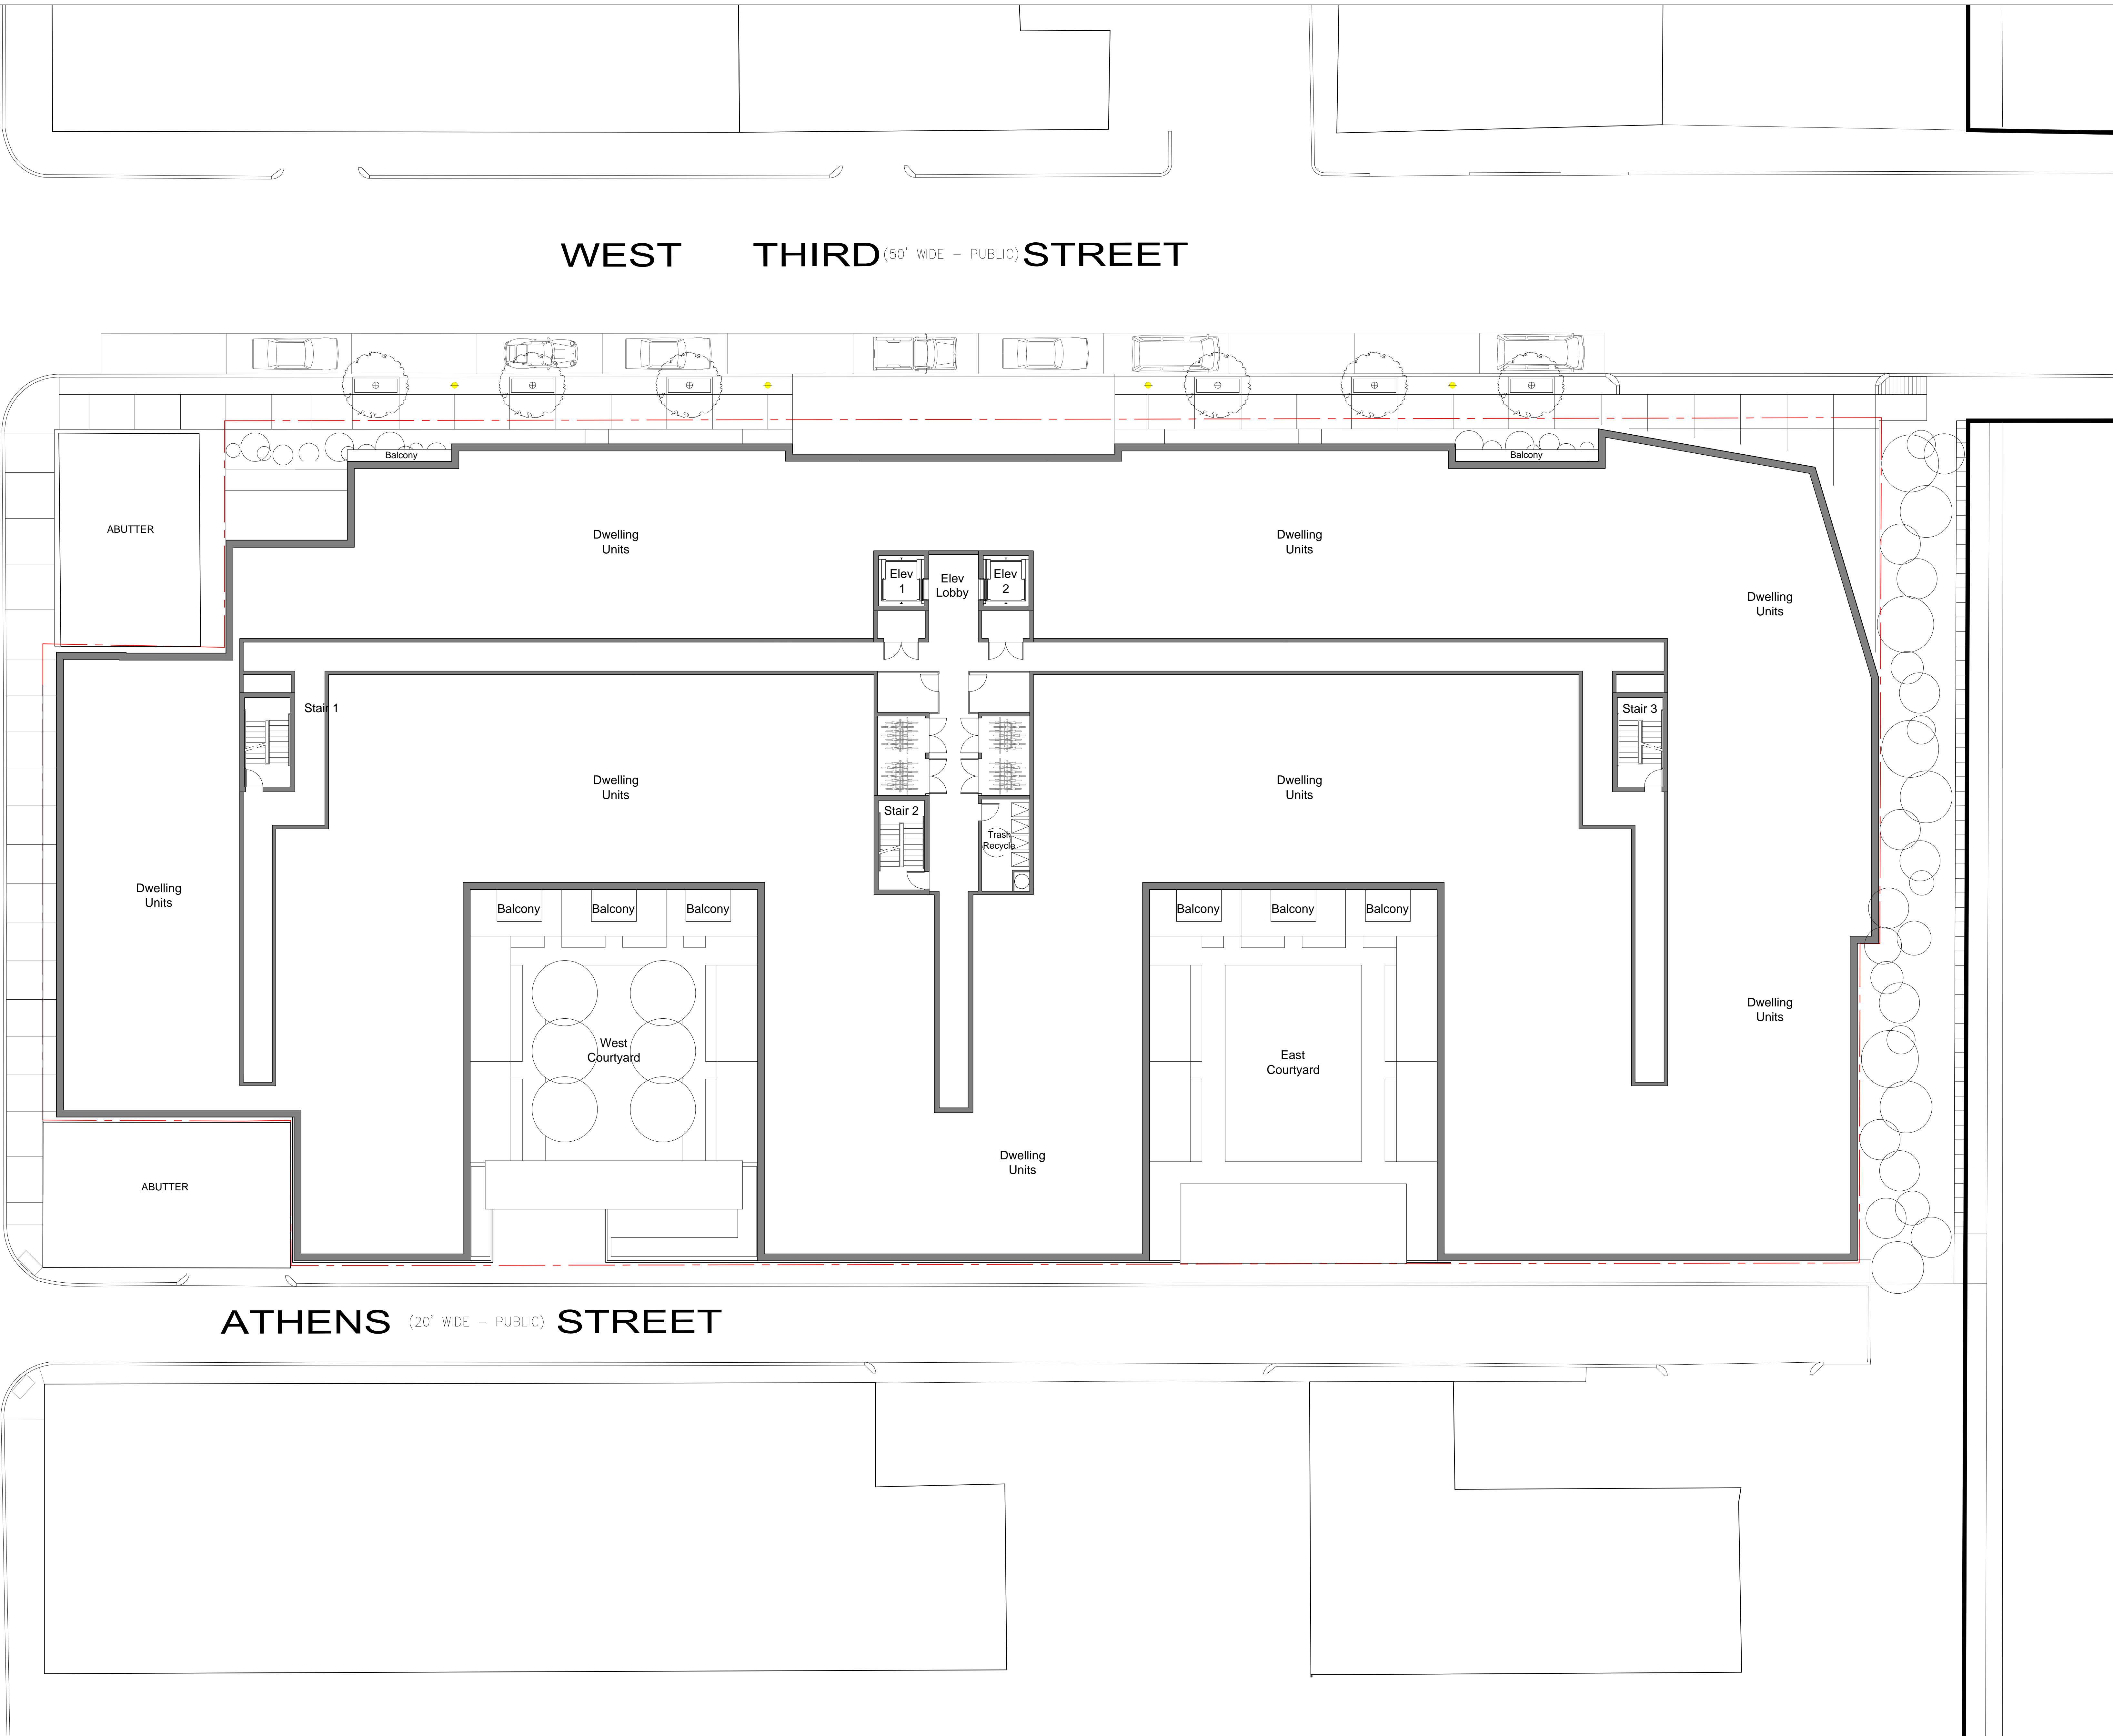 WEST THIRD (50' WIDE - PUBLIC) STREET
Balcony
Balcony
ABUTTER
Dwelling
Units
Dwelling
Units
Elev
1
Elev
Lobby
Elev
2
Dwelling
Units
Stair 1
Stair 3
Dwelling
Units
Dwelling
Units
Stair 2
Trash
Recycle
Dwelling
Units
Balcony
Balcony
Balcony
Balcony
Balcony
Balcony
Dwelling
Units
West
Courtyard
East
Courtyard
Dwelling
Units
ABUTTER
ATHENS (20' WIDE - PUBLIC) STREET